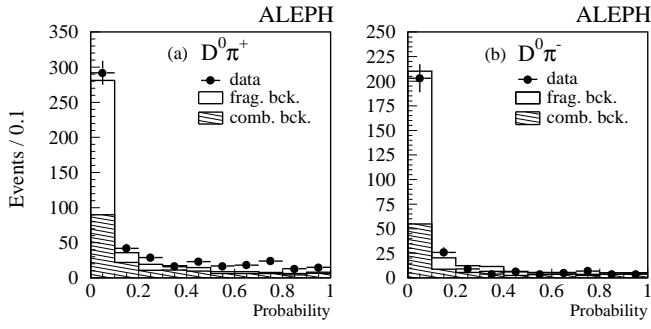 ALEPH
ALEPH
(a) D⁰π⁺
data
frag. bck.
comb. bck.
Events / 0.1
350
300
250
200
150
100
50
0
0 0.2 0.4 0.6 0.8 1
Probability
(b) D⁰π⁻
data
frag. bck.
comb. bck.
250
225
200
175
150
125
100
75
50
25
0
0 0.2 0.4 0.6 0.8 1
Probability